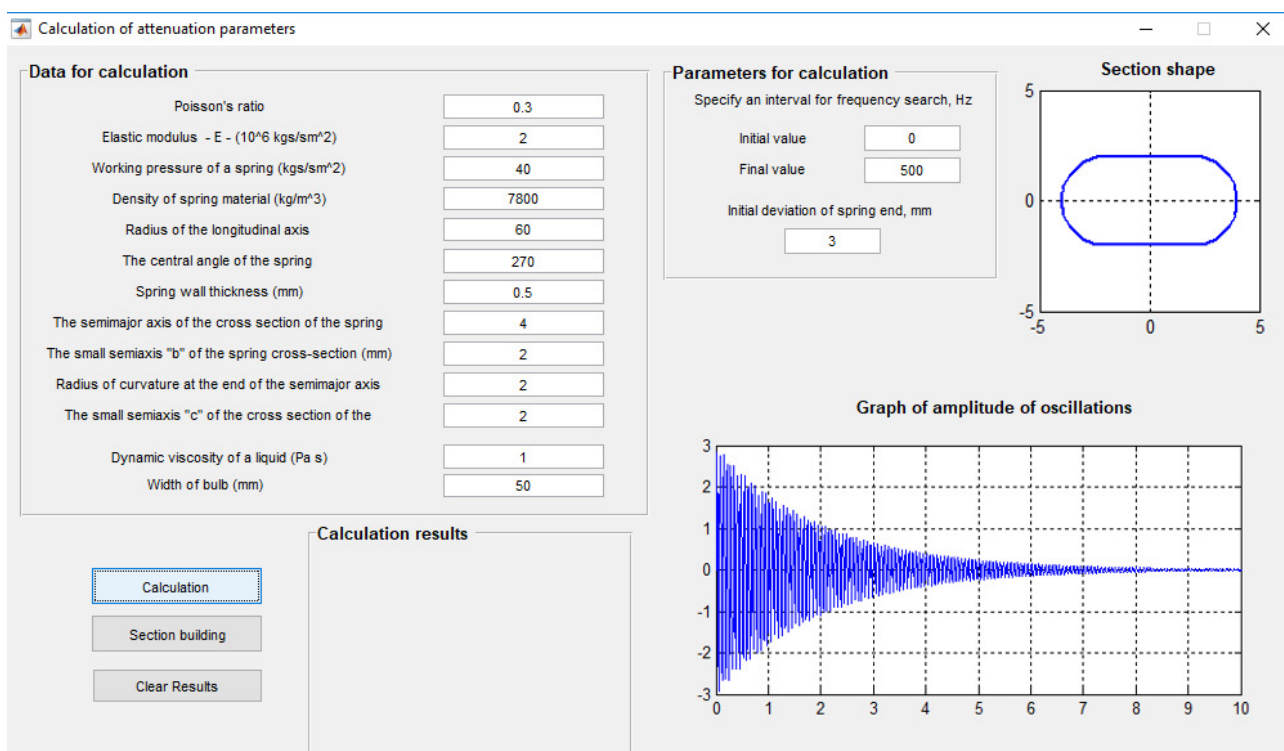 Calculation of attenuation parameters
Data for calculation
Poisson's ratio 0.3
Elastic modulus - E - (10^6 kgs/sm^2) 2
Working pressure of a spring (kgs/sm^2) 40
Density of spring material (kg/m^3) 7800
Radius of the longitudinal axis 60
The central angle of the spring 270
Spring wall thickness (mm) 0.5
The semimajor axis of the cross section of the spring 4
The small semiaxis "b" of the spring cross-section (mm) 2
Radius of curvature at the end of the semimajor axis 2
The small semiaxis "c" of the cross section of the 2
Dynamic viscosity of a liquid (Pa s) 1
Width of bulb (mm) 50
Parameters for calculation
Specify an interval for frequency search, Hz
Initial value 0
Final value 500
Initial deviation of spring end, mm
3
Section shape
5
0
-5
-5 0 5
Calculation results
Calculation
Section building
Clear Results
Graph of amplitude of oscillations
3
2
1
0
-1
-2
-3
0 1 2 3 4 5 6 7 8 9 10